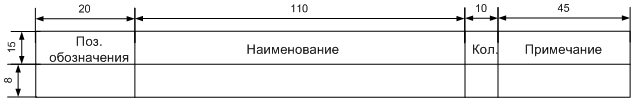 20 110 10 45
15
Поз.
обозначения
Наименование
Кол.
Примечание
8